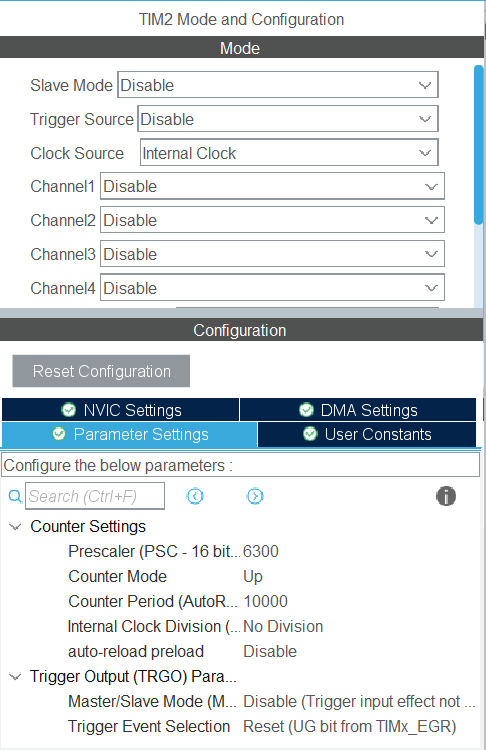 TIM2 Mode and Configuration
Mode
Slave Mode Disable
Trigger Source Disable
Clock Source Internal Clock
Channel1 Disable
Channel2 Disable
Channel3 Disable
Channel4 Disable
Configuration
Reset Configuration
NVIC Settings DMA Settings
Parameter Settings User Constants
Configure the below parameters :
Search (Ctrl+F)
Counter Settings
Prescaler (PSC - 16 bit... 6300
Counter Mode Up
Counter Period (AutoR... 10000
Internal Clock Division (... No Division
auto-reload preload Disable
Trigger Output (TRGO) Para...
Master/Slave Mode (M... Disable (Trigger input effect not ...
Trigger Event Selection Reset (UG bit from TIMx_EGR)